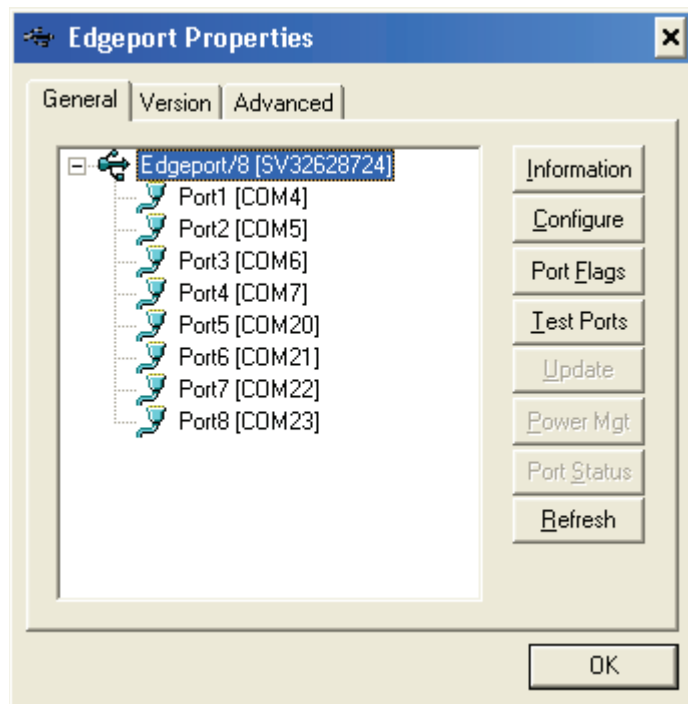 Edgeport Properties
General Version Advanced
Edgeport/8 [SV32628724]
Port1 [COM4]
Port2 [COM5]
Port3 [COM6]
Port4 [COM7]
Port5 [COM20]
Port6 [COM21]
Port7 [COM22]
Port8 [COM23]
Information
Configure
Port Flags
Test Ports
Update
Power Mgt
Port Status
Refresh
OK